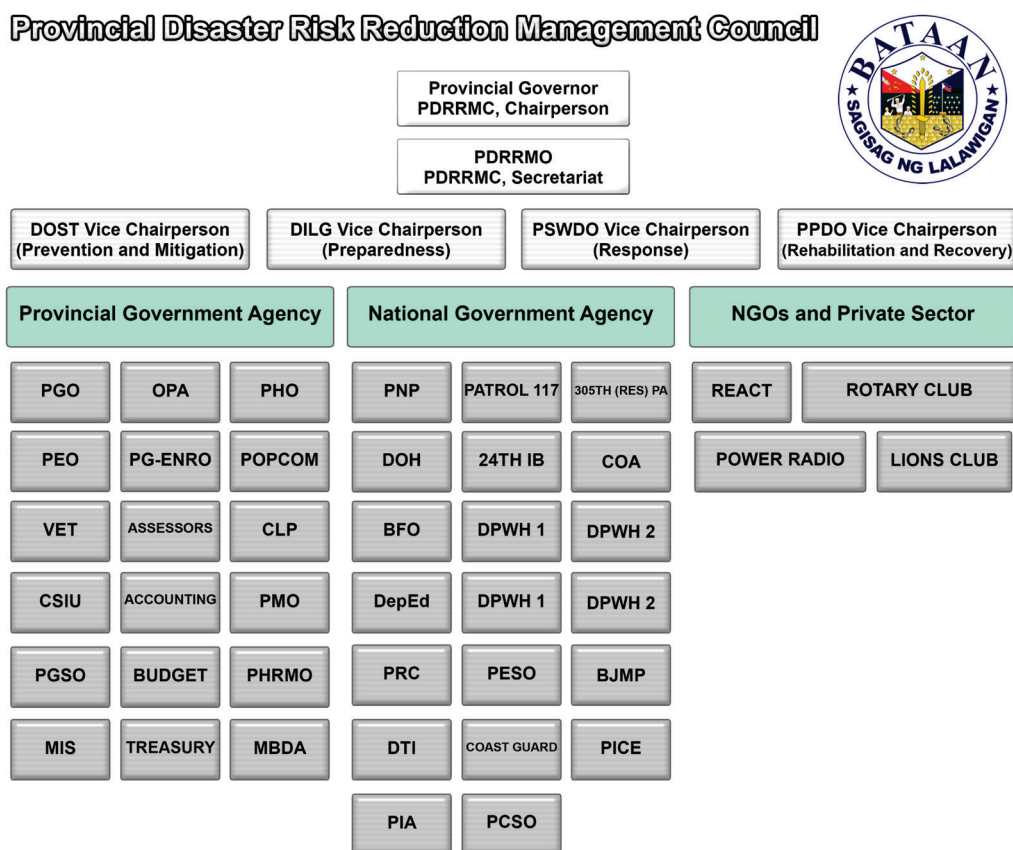 Provincial Disaster Risk Reduction Management Council
BATAAN
SAGISAG NG LALAWIGAN
Provincial Governor
PDRRMC, Chairperson
PDRRMO
PDRRMC, Secretariat
DOST Vice Chairperson
(Prevention and Mitigation)
DILG Vice Chairperson
(Preparedness)
PSWDO Vice Chairperson
(Response)
PPDO Vice Chairperson
(Rehabilitation and Recovery)
Provincial Government Agency
National Government Agency
NGOs and Private Sector
PGO OPA PHO
PEO PG-ENRO POPCOM
VET ASSESSORS CLP
CSIU ACCOUNTING PMO
PGSO BUDGET PHRMO
MIS TREASURY MBDA
PNP PATROL 117 305TH (RES) PA
DOH 24TH IB COA
BFO DPWH 1 DPWH 2
DepEd DPWH 1 DPWH 2
PRC PESO BJMP
DTI COAST GUARD PICE
PIA PCSO
REACT ROTARY CLUB
POWER RADIO LIONS CLUB